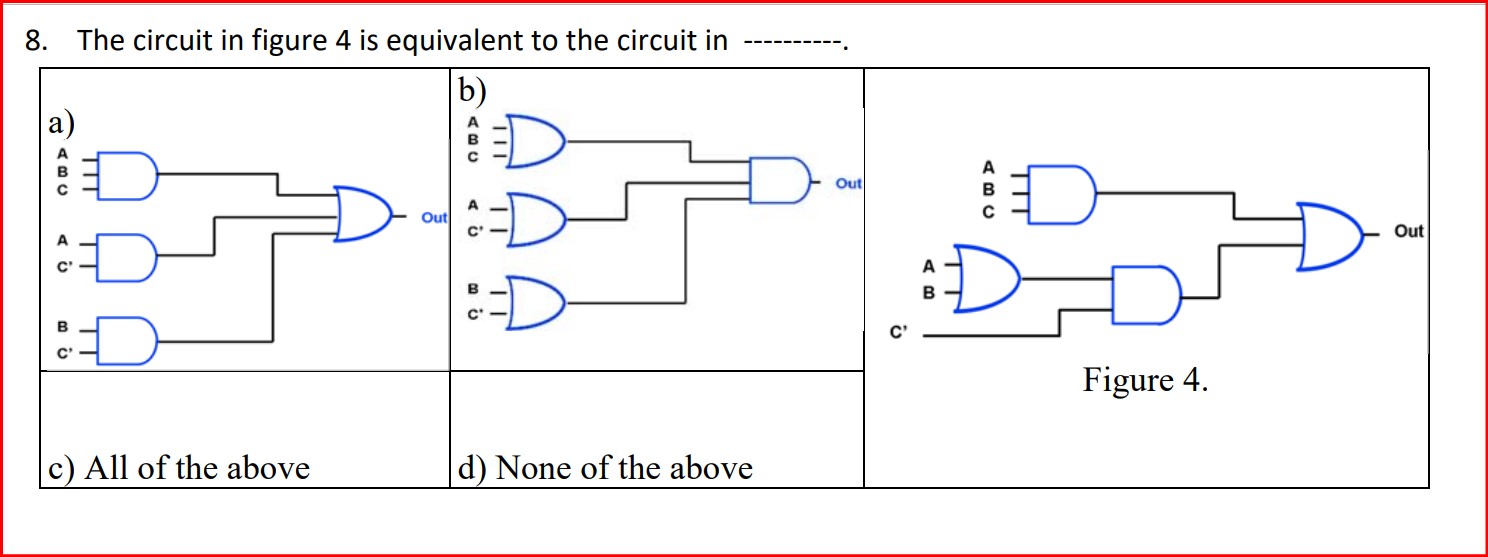 8. The circuit in figure 4 is equivalent to the circuit in ----------.
a)
A
B
C
A
C'
B
C'
Out
b)
A
B
C
A
C'
B
C'
Out
A
B
C
A
B
C'
Out
Figure 4.
c) All of the above
d) None of the above